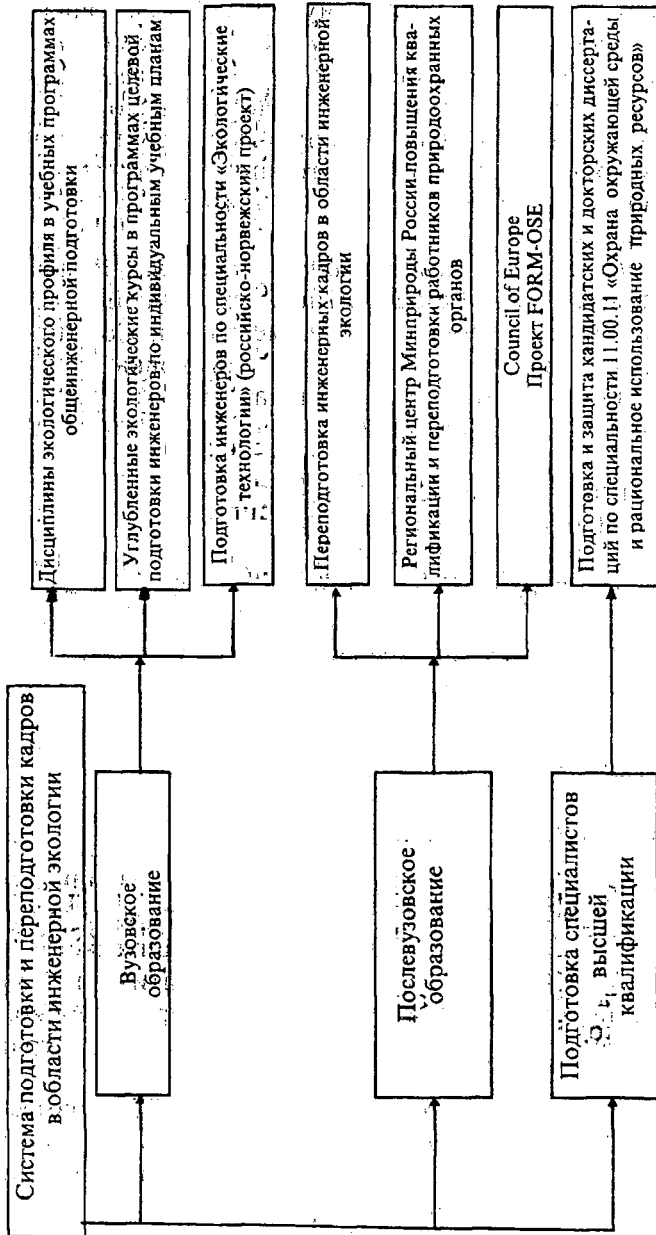 Система подготовки и переподготовки кадров
в области инженерной экологии
Вузовское
образование
Дисциплины экологического профиля в учебных программах
общеинженерной подготовки
Углубленные экологические курсы в программах целевой
подготовки инженеров по индивидуальным учебным планам
Подготовка инженеров по специальности «Экологические
технологии» (российско-норвежский проект)
Послевузовское
образование
Переподготовка инженерных кадров в области инженерной
экологии
Региональный центр Минприроды России повышения ква-
лификации и переподготовки работников природоохранных
органов
Council of Europe
Проект FORM-OSE
Подготовка специалистов
высшей
квалификации
Подготовка и защита кандидатских и докторских диссерта-
ций по специальности 11.00.11 «Охрана окружающей среды
и рациональное использование природных ресурсов»